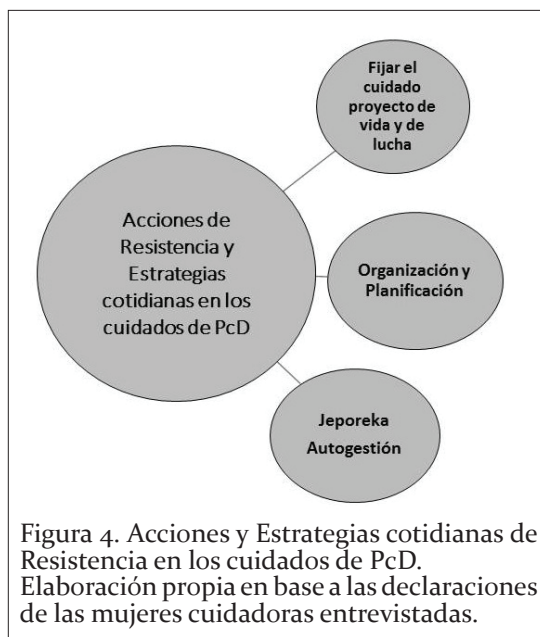 Fijar el
cuidado
proyecto de
vida y de
lucha
Acciones de
Resistencia y
Estrategias
cotidianas en los
cuidados de PcD
Organización y
Planificación
Jeporeka
Autogestión
Figura 4. Acciones y Estrategias cotidianas de
Resistencia en los cuidados de PcD.
Elaboración propia en base a las declaraciones
de las mujeres cuidadoras entrevistadas.